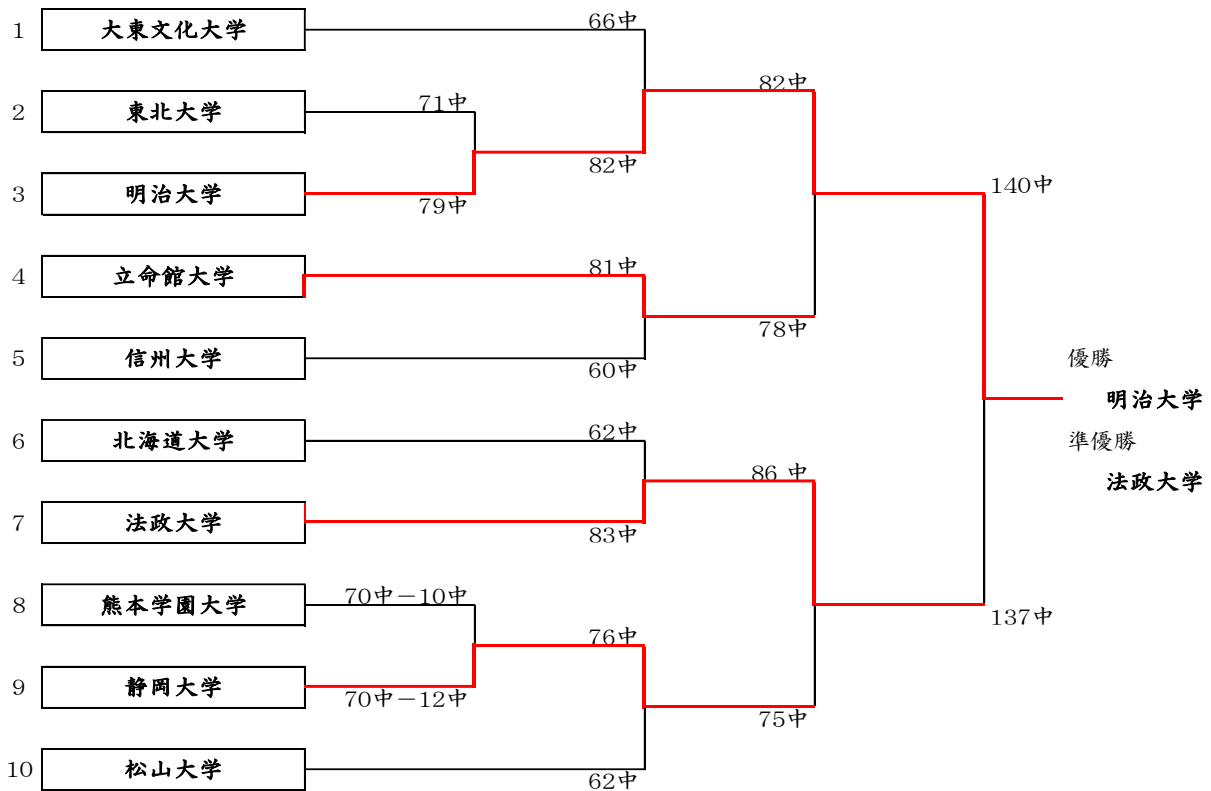 1 大東文化大学 66中
82中
2 東北大学 71中
82中
3 明治大学 79中
140中
4 立命館大学 81中
78中
5 信州大学 60中
優勝
明治大学
6 北海道大学 62中
準優勝
86 中
法政大学
7 法政大学 83中
8 熊本学園大学 70中－10中
137中
76中
9 静岡大学 70中－12中
75中
10 松山大学 62中